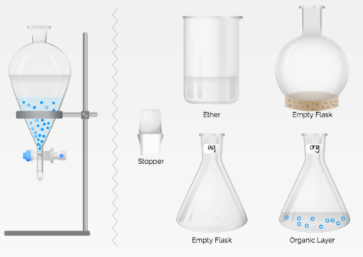 Ether
Empty Flask
Stopper
aq
org
Empty Flask
Organic Layer